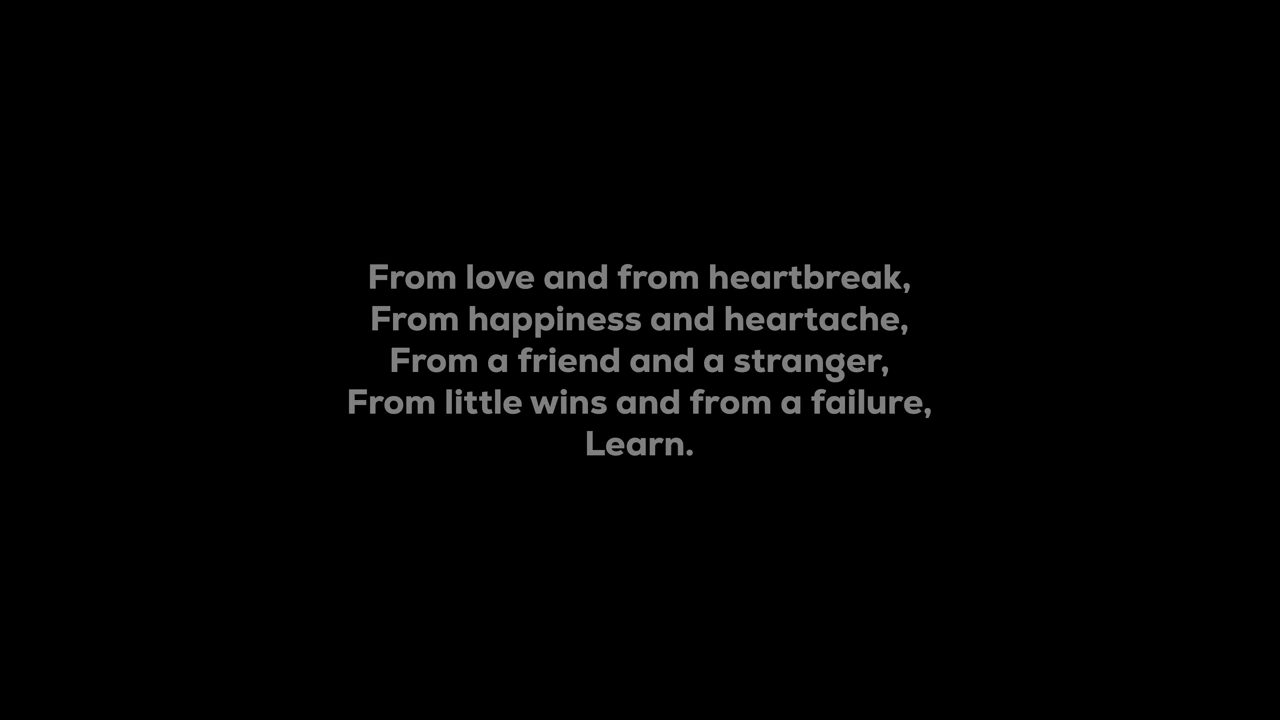 From love and from heartbreak,
From happiness and heartache,
From a friend and a stranger,
From little wins and from a failure,
Learn.